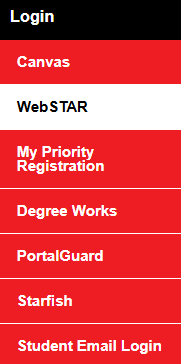 Login
Canvas
WebSTAR
My Priority
Registration
Degree Works
PortalGuard
Starfish
Student Email Login